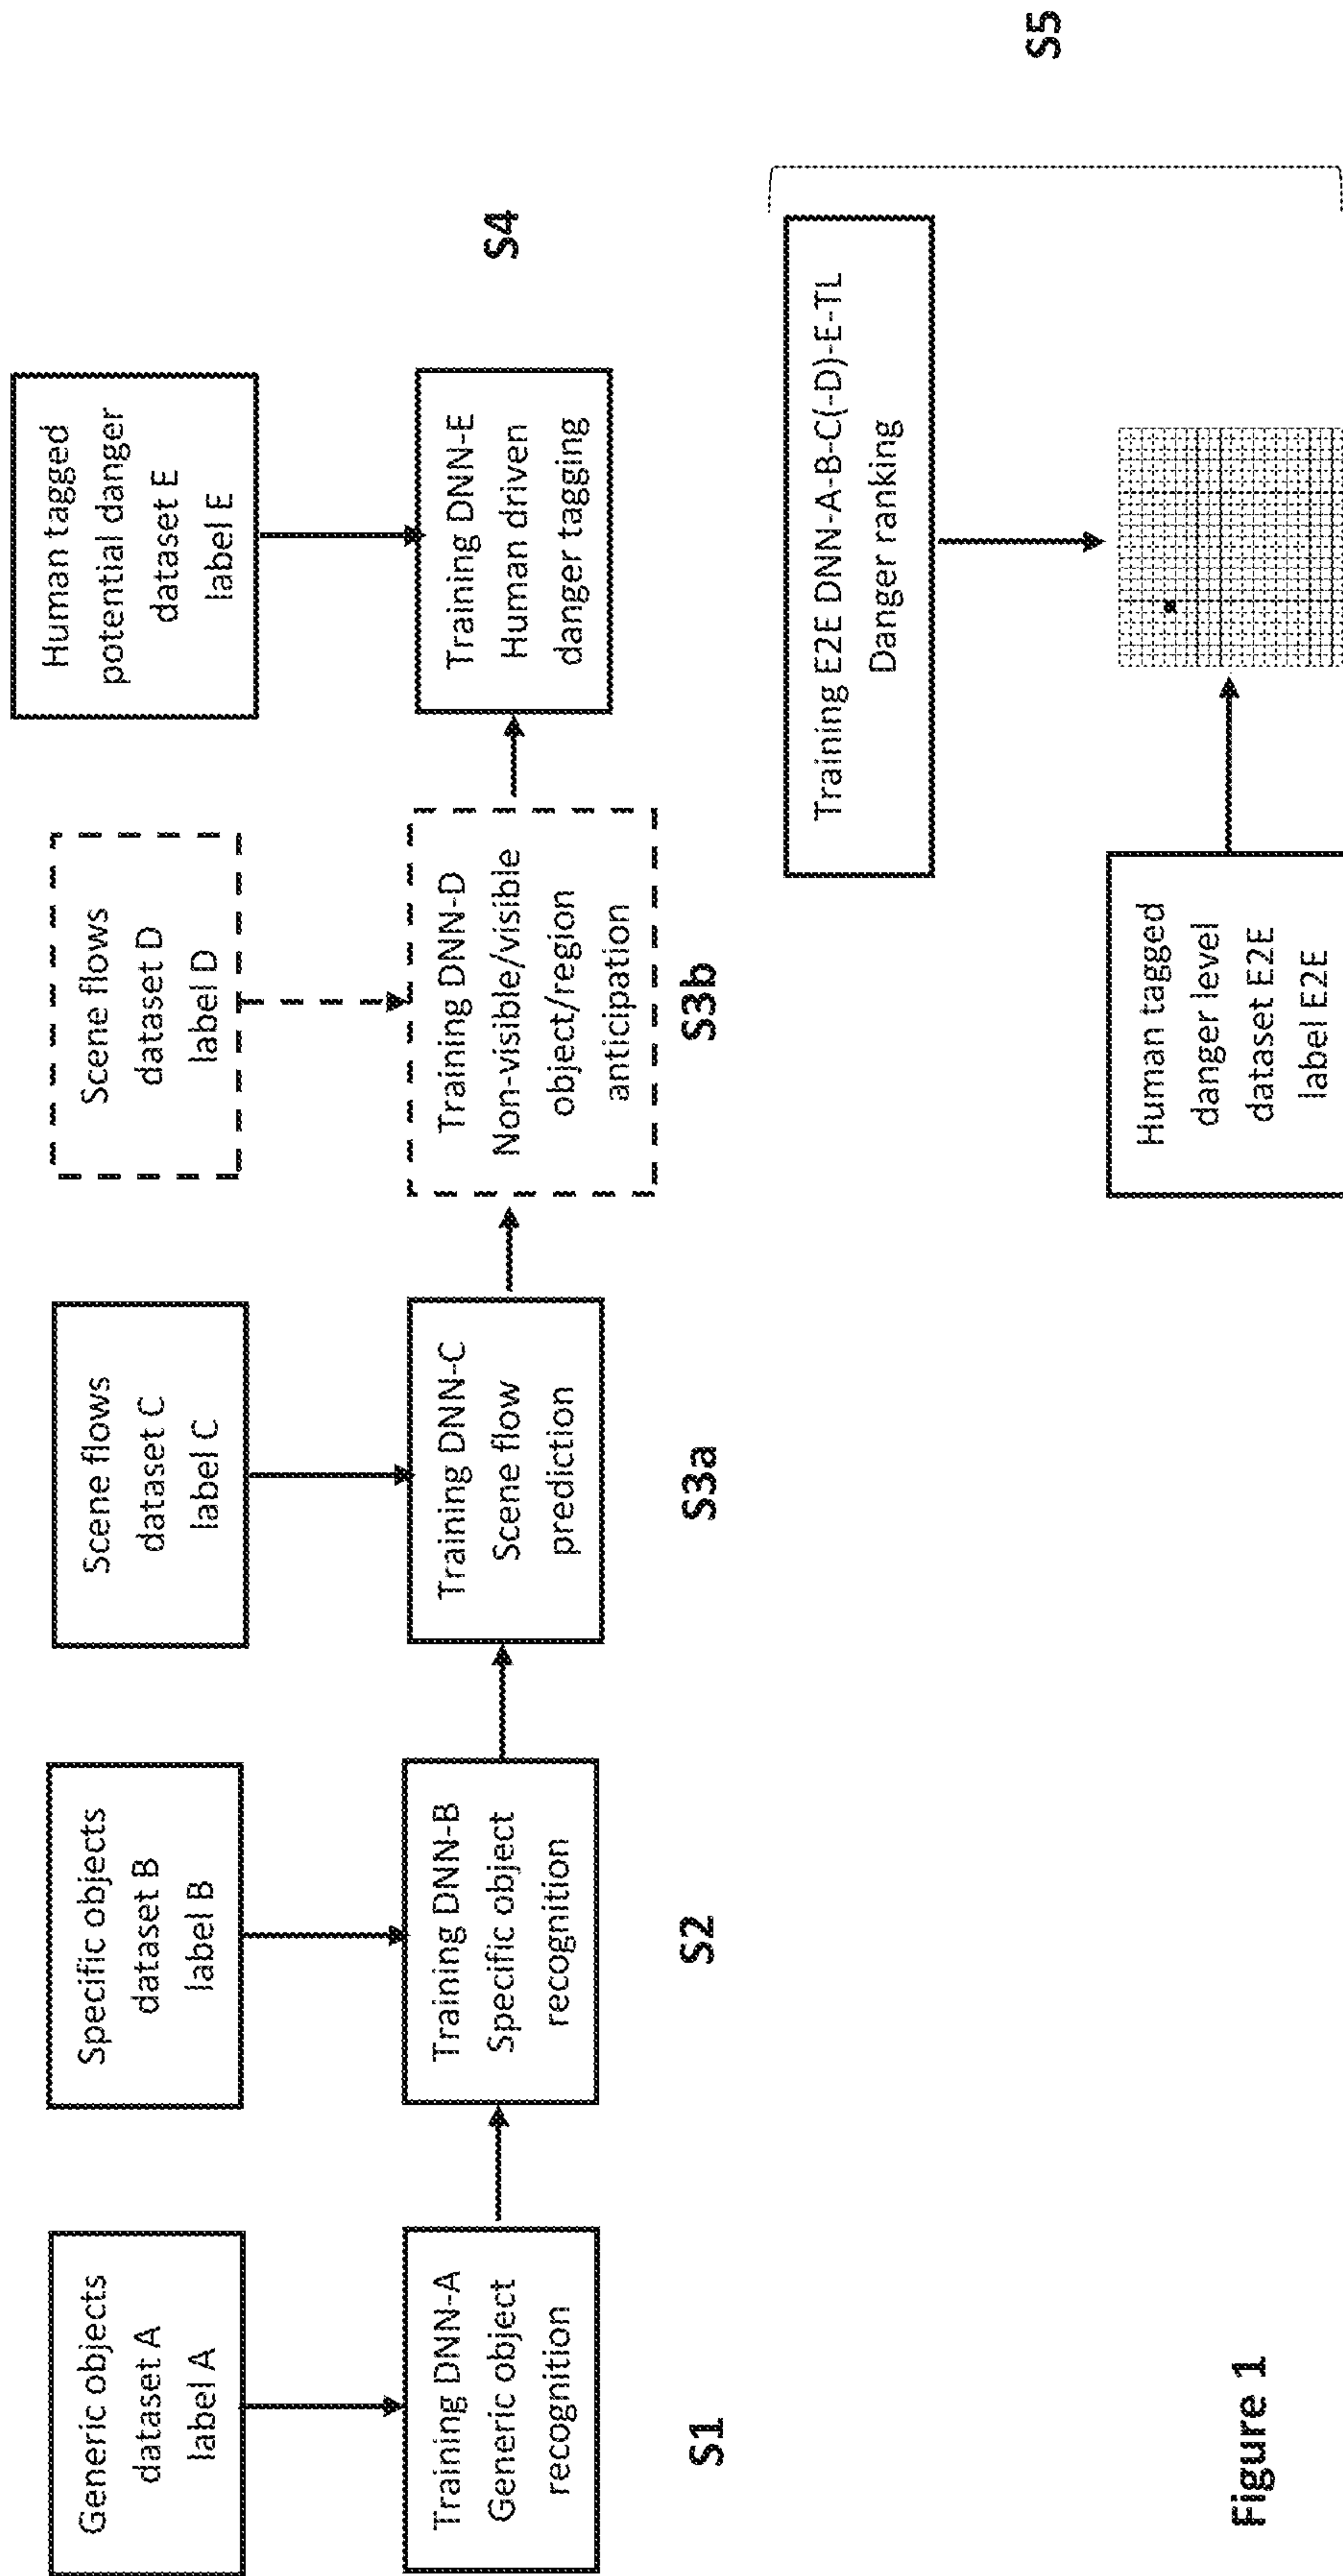 Generic objects
dataset A
label A
Specific objects
dataset B
label B
Scene flows
dataset C
label C
Scene flows
dataset D
label D
Human tagged
potential danger
dataset E
label E
Training DNN-A
Generic object
recognition
Training DNN-B
Specific object
recognition
Training DNN-C
Scene flow
prediction
Training DNN-D
Non-visible/visible
object/region
anticipation
Training DNN-E
Human driven
danger tagging
S1
S2
S3a
S3b
S4
Training E2E DNN-A-B-C(-D)-E-TL
Danger ranking
Human tagged
danger level
dataset E2E
label E2E
S5
Figure 1